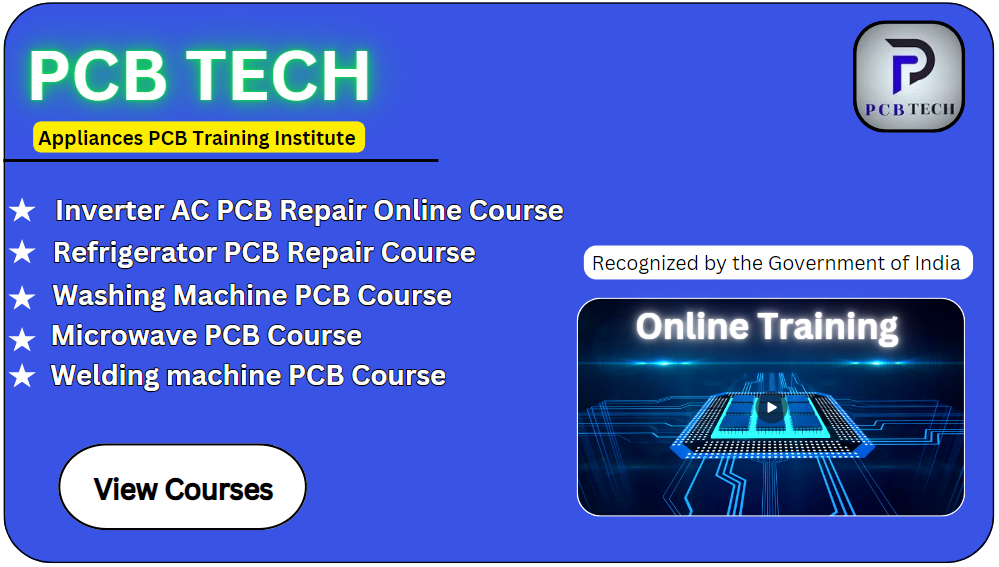 PCB TECH
PCB TECH
Appliances PCB Training Institute
Inverter AC PCB Repair Online Course
Refrigerator PCB Repair Course
Washing Machine PCB Course
Microwave PCB Course
Welding machine PCB Course
Recognized by the Government of India
Online Training
View Courses